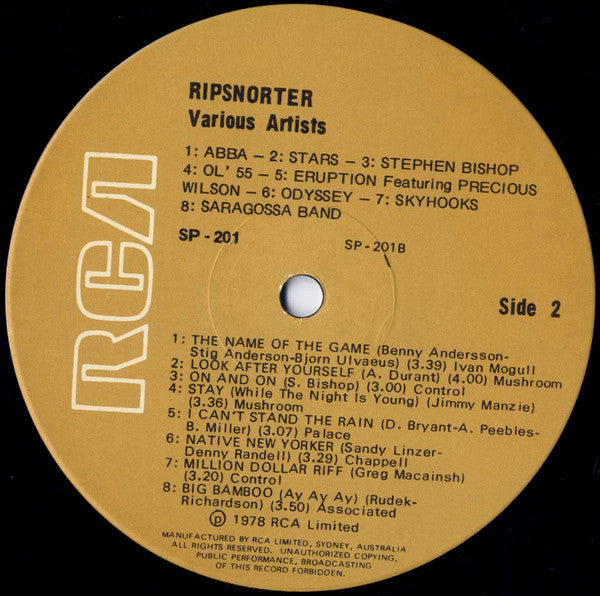 RCA
RIPSNORTER
Various Artists
1: ABBA – 2: STARS – 3: STEPHEN BISHOP
4: OL' 55 – 5: ERUPTION Featuring PRECIOUS
WILSON – 6: ODYSSEY – 7: SKYHOOKS
8: SARAGOSSA BAND
SP - 201
SP - 201B
Side 2
1: THE NAME OF THE GAME (Benny Andersson-
Stig Anderson-Bjorn Ulvaeus) (3.39) Ivan Mogull
2: LOOK AFTER YOURSELF (A. Durant) (4.00) Mushroom
3: ON AND ON (S. Bishop) (3.00) Control
4: STAY (While The Night Is Young) (Jimmy Manzie)
(3.36) Mushroom
5: I CAN'T STAND THE RAIN (D. Bryant-A. Peebles-
B. Miller) (3.07) Palace
6: NATIVE NEW YORKER (Sandy Linzer-
Denny Randell) (3.29) Chappell
7: MILLION DOLLAR RIFF (Greg Macainsh)
(3.20) Control
8: BIG BAMBOO (Ay Ay Ay) (Rudek-
Richardson) (3.50) Associated
℗ 1978 RCA Limited
MANUFACTURED BY RCA LIMITED, SYDNEY, AUSTRALIA
ALL RIGHTS RESERVED. UNAUTHORIZED COPYING,
PUBLIC PERFORMANCE, BROADCASTING
OF THIS RECORD FORBIDDEN.